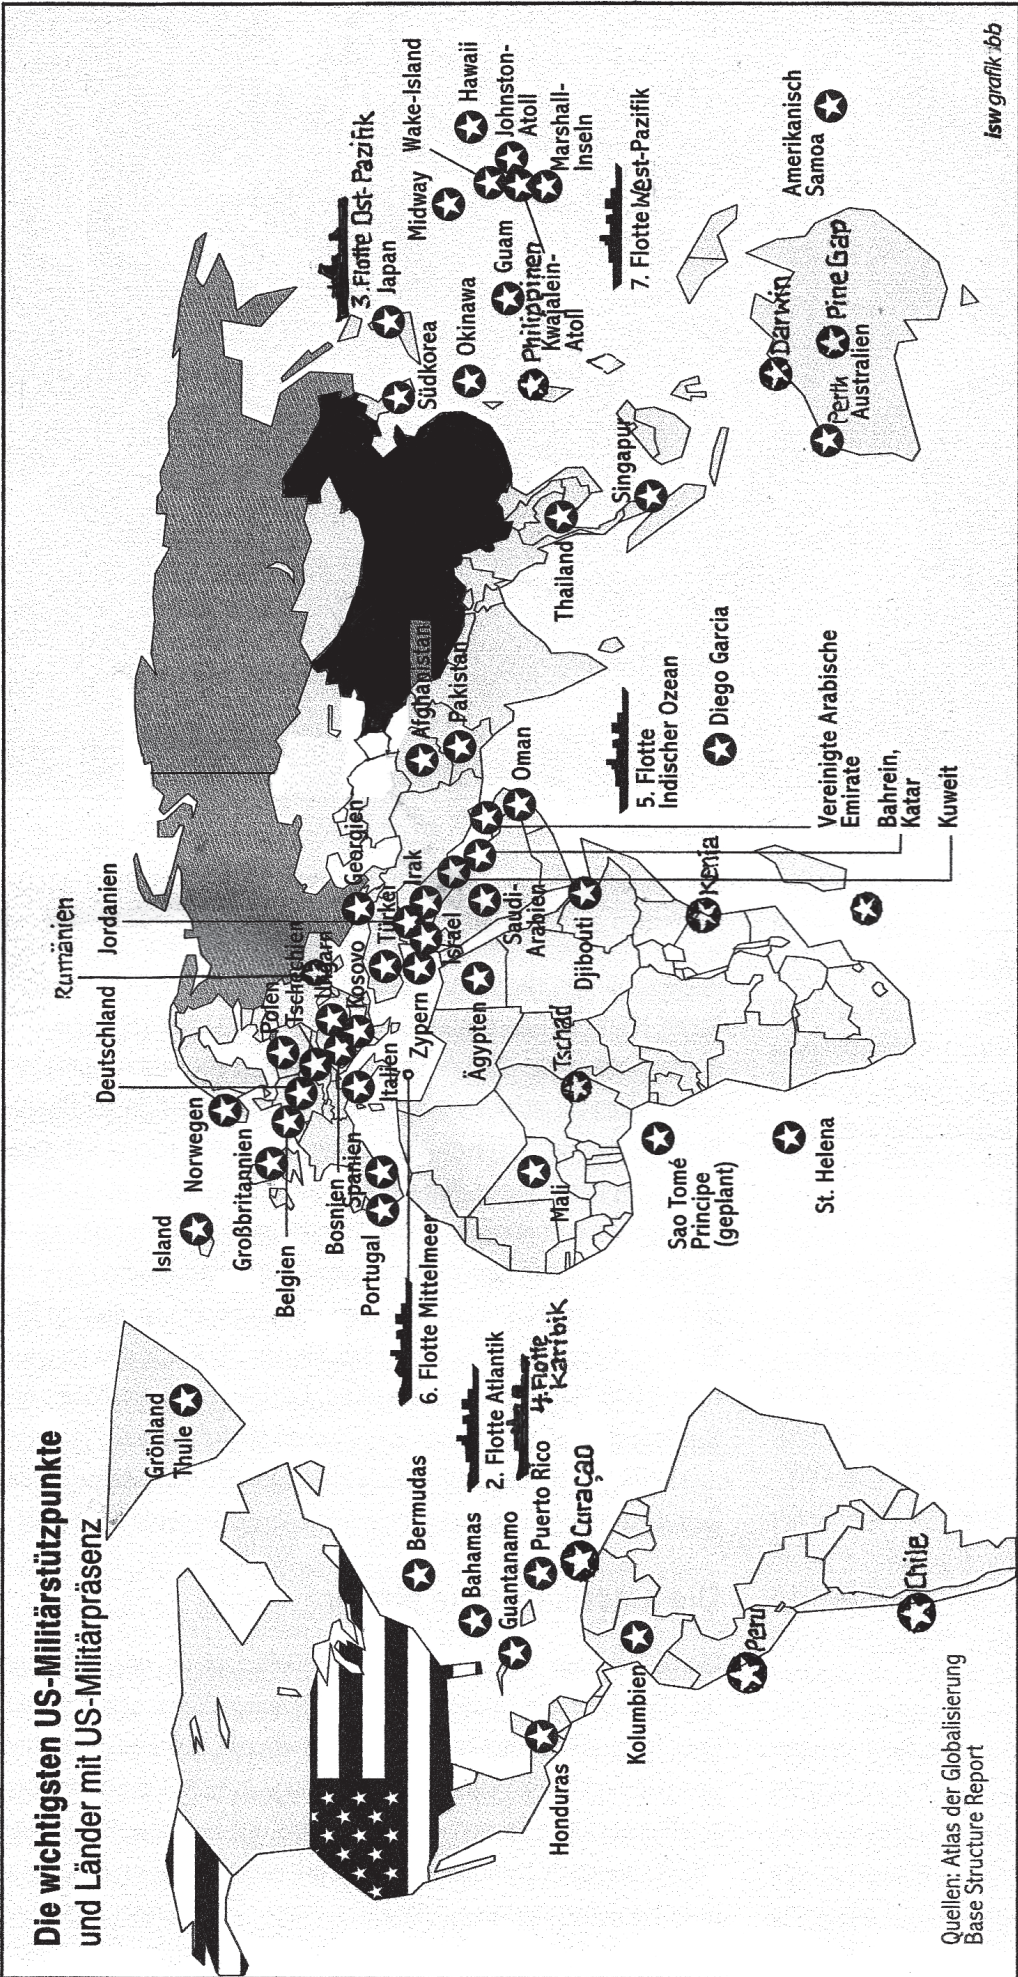 Die wichtigsten US-Militärstützpunkte
und Länder mit US-Militärpräsenz
Grönland
Thule
Bermudas
Bahamas
Guantanamo
Puerto Rico
Curaçao
Honduras
Kolumbien
Peru
Chile
2. Flotte Atlantik
4. Flotte
Karibik
6. Flotte Mittelmeer
Island
Norwegen
Großbritannien
Belgien
Deutschland
Bosnien
Spanien
Portugal
Italien
Polen
Tschechien
Ungarn
Kosovo
Rumänien
Jordanien
Georgien
Türkei
Irak
Israel
Zypern
Ägypten
Saudi-
Arabien
Djibouti
Tschad
Mali
Kenia
Sao Tomé
Principe
(geplant)
St. Helena
Oman
Vereinigte Arabische
Emirate
Bahrein,
Katar
Kuweit
Afghanistan
Pakistan
5. Flotte
Indischer Ozean
Diego Garcia
Thailand
Singapur
3. Flotte Ost-Pazifik
Japan
Südkorea
Okinawa
Philippinen
Guam
Kwajalein-
Atoll
Midway
Wake-Island
Hawaii
Johnston-
Atoll
Marshall-
Inseln
7. Flotte West-Pazifik
Amerikanisch
Samoa
Darwin
Pine Gap
Perth
Australien
Quellen: Atlas der Globalisierung
Base Structure Report
isw grafik bb